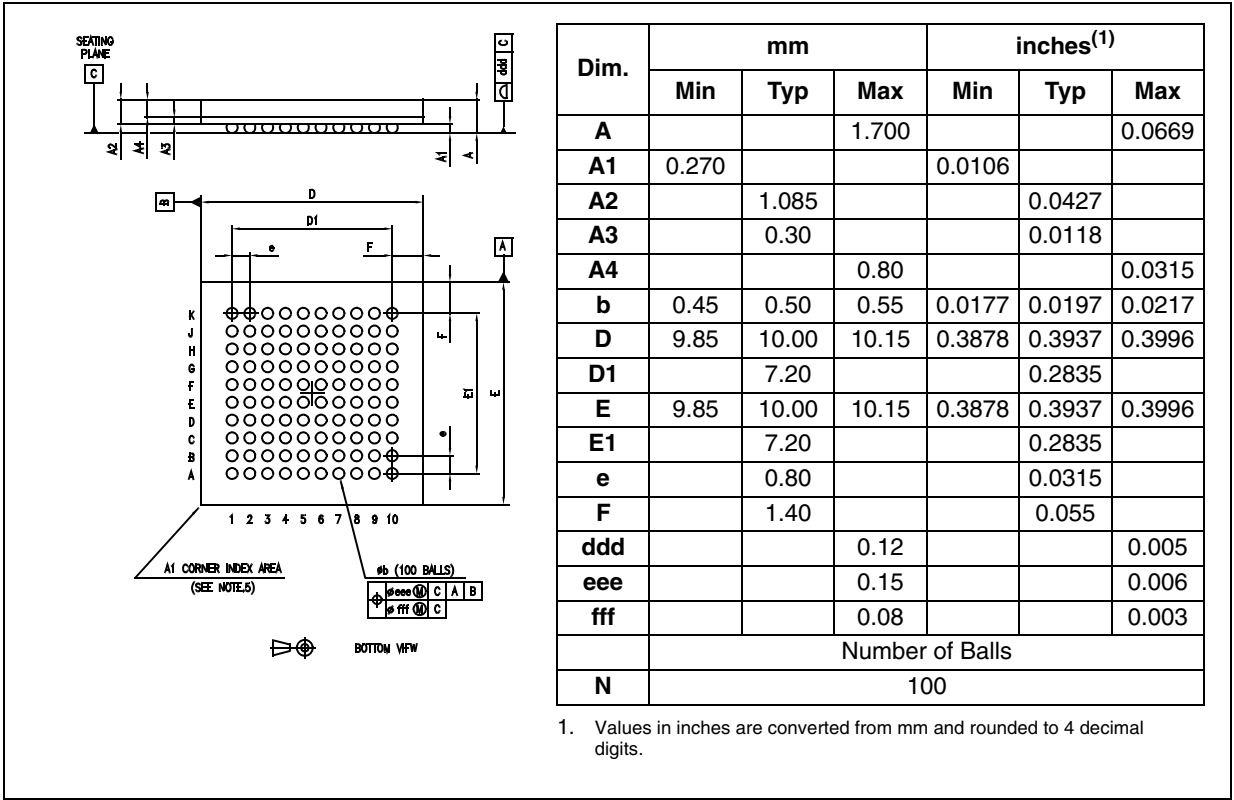 SEATING
PLANE
C
ddd C
A2
A4
A3
A1
A
B
D
D1
e
F
A
K
J
H
G
F
E
D
C
B
A
F
E1
E
e
1 2 3 4 5 6 7 8 9 10
A1 CORNER INDEX AREA
(SEE NOTE.5)
øb (100 BALLS)
ø eee Ⓜ C A B
ø fff Ⓜ C
BOTTOM VIEW
Dim. mm inches(1)
Min Typ Max Min Typ Max
A 1.700 0.0669
A1 0.270 0.0106
A2 1.085 0.0427
A3 0.30 0.0118
A4 0.80 0.0315
b 0.45 0.50 0.55 0.0177 0.0197 0.0217
D 9.85 10.00 10.15 0.3878 0.3937 0.3996
D1 7.20 0.2835
E 9.85 10.00 10.15 0.3878 0.3937 0.3996
E1 7.20 0.2835
e 0.80 0.0315
F 1.40 0.055
ddd 0.12 0.005
eee 0.15 0.006
fff 0.08 0.003
Number of Balls
N 100
1. Values in inches are converted from mm and rounded to 4 decimal
digits.